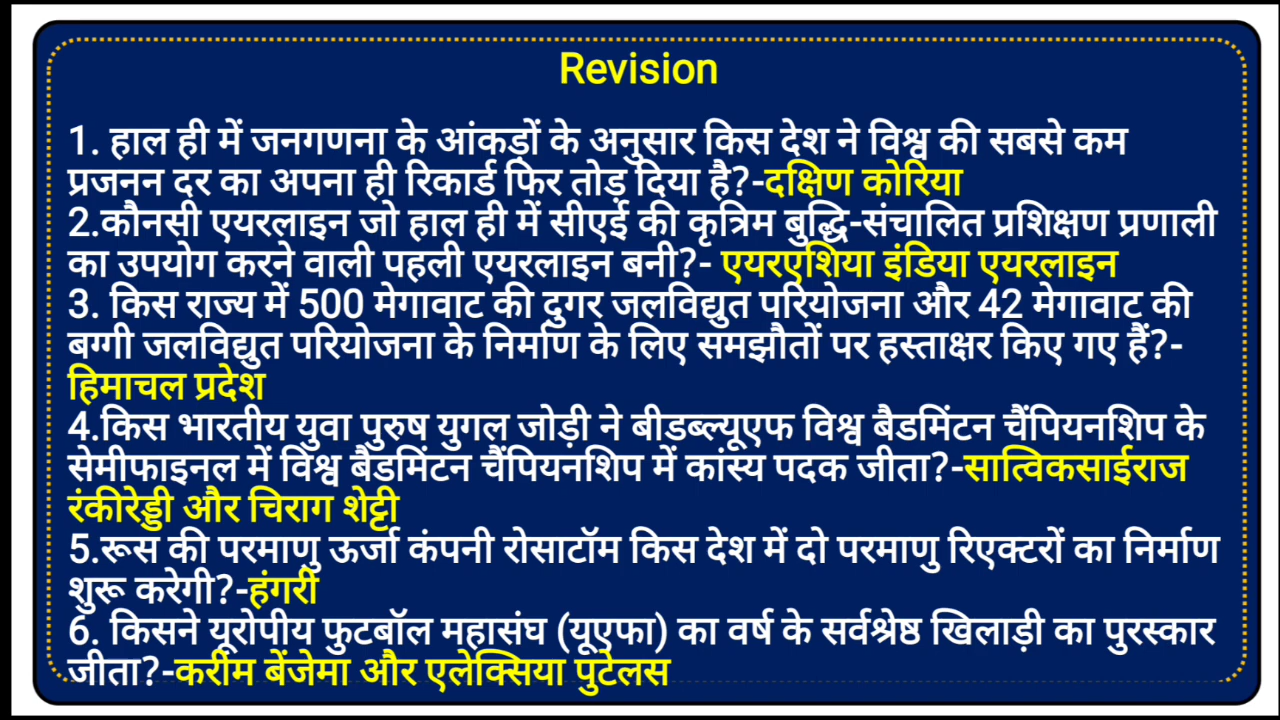 Revision
1. हाल ही में जनगणना के आंकड़ों के अनुसार किस देश ने विश्व की सबसे कम
प्रजनन दर का अपना ही रिकार्ड फिर तोड़ दिया है?-दक्षिण कोरिया
2.कौनसी एयरलाइन जो हाल ही में सीएई की कृत्रिम बुद्धि-संचालित प्रशिक्षण प्रणाली
का उपयोग करने वाली पहली एयरलाइन बनी?- एयरएशिया इंडिया एयरलाइन
3. किस राज्य में 500 मेगावाट की दुगर जलविद्युत परियोजना और 42 मेगावाट की
बग्गी जलविद्युत परियोजना के निर्माण के लिए समझौतों पर हस्ताक्षर किए गए हैं?-
हिमाचल प्रदेश
4.किस भारतीय युवा पुरुष युगल जोड़ी ने बीडब्ल्यूएफ विश्व बैडमिंटन चैंपियनशिप के
सेमीफाइनल में विश्व बैडमिंटन चैंपियनशिप में कांस्य पदक जीता?-सात्विकसाईराज
रंकीरेड्डी और चिराग शेट्टी
5.रूस की परमाणु ऊर्जा कंपनी रोसाटॉम किस देश में दो परमाणु रिएक्टरों का निर्माण
शुरू करेगी?-हंगरी
6. किसने यूरोपीय फुटबॉल महासंघ (यूएफा) का वर्ष के सर्वश्रेष्ठ खिलाड़ी का पुरस्कार
जीता?-करीम बेंजेमा और एलेक्सिया पुटेलस